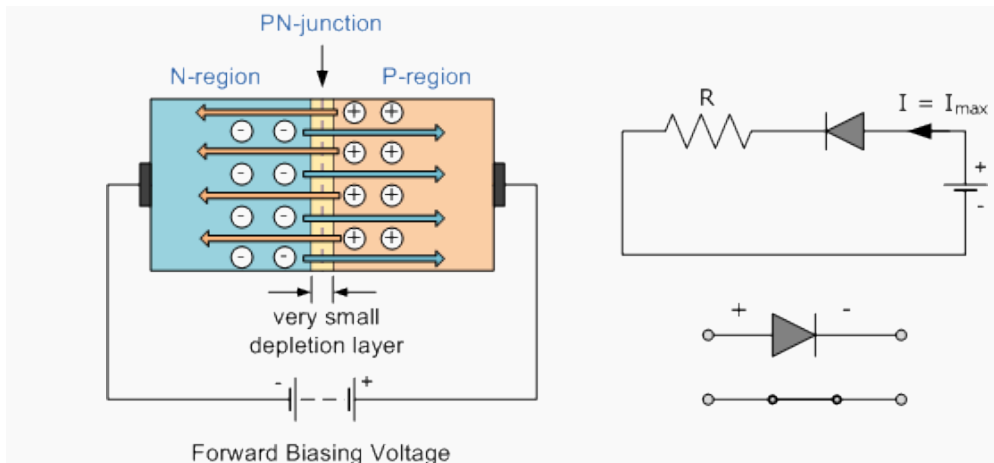 PN-junction
N-region
P-region
+ +
- -
+ +
- -
+ +
- -
+ +
- -
very small
depletion layer
- +
Forward Biasing Voltage
R
I = Imax
+
-
+ -